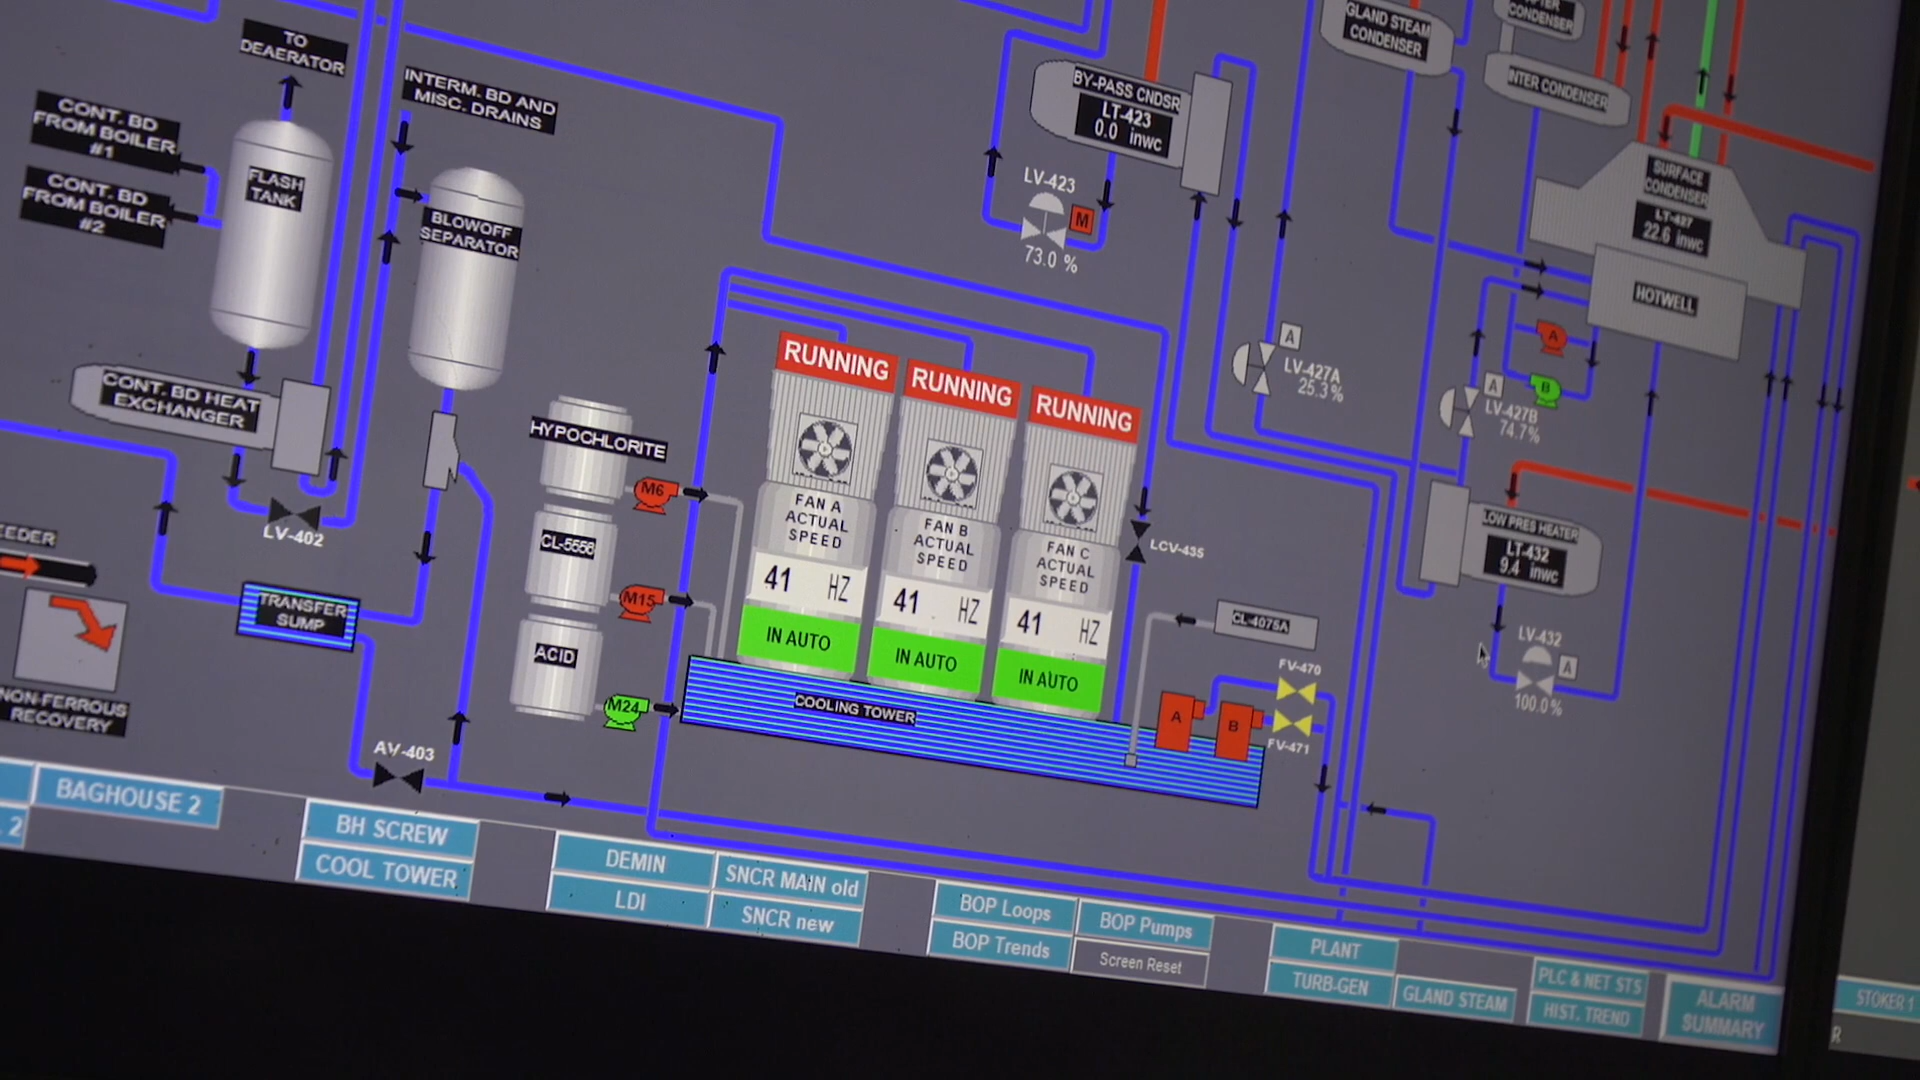 TO
DEAERATOR
CONT. BD
FROM BOILER
#1
CONT. BD
FROM BOILER
#2
FLASH
TANK
INTERM. BD AND
MISC. DRAINS
BLOWOFF
SEPARATOR
CONT. BD HEAT
EXCHANGER
LV-402
TRANSFER
SUMP
NON-FERROUS
RECOVERY
AV-403
HYPOCHLORITE
CL-5556
ACID
M6
M15
M24
RUNNING
RUNNING
RUNNING
FAN A
ACTUAL
SPEED
41 HZ
IN AUTO
FAN B
ACTUAL
SPEED
41 HZ
IN AUTO
FAN C
ACTUAL
SPEED
41 HZ
IN AUTO
COOLING TOWER
LCV-435
CL-4075A
A
B
FV-470
FV-471
BY-PASS CNDSR
LT-423
0.0 inwc
LV-423
M
73.0 %
GLAND STEAM
CONDENSER
CONDENSER
INTER CONDENSER
SURFACE
CONDENSER
LT-427
22.6 inwc
HOTWELL
A
B
A
LV-427A
25.3%
A
LV-427B
74.7%
LOW PRES HEATER
LT-432
9.4 inwc
LV-432
A
100.0 %
2
BAGHOUSE 2
BH SCREW
COOL TOWER
DEMIN
LDI
SNCR MAIN old
SNCR new
BOP Loops
BOP Trends
BOP Pumps
Screen Reset
PLANT
TURB-GEN
GLAND STEAM
PLC & NET STS
HIST. TREND
ALARM
SUMMARY
STOKER 1